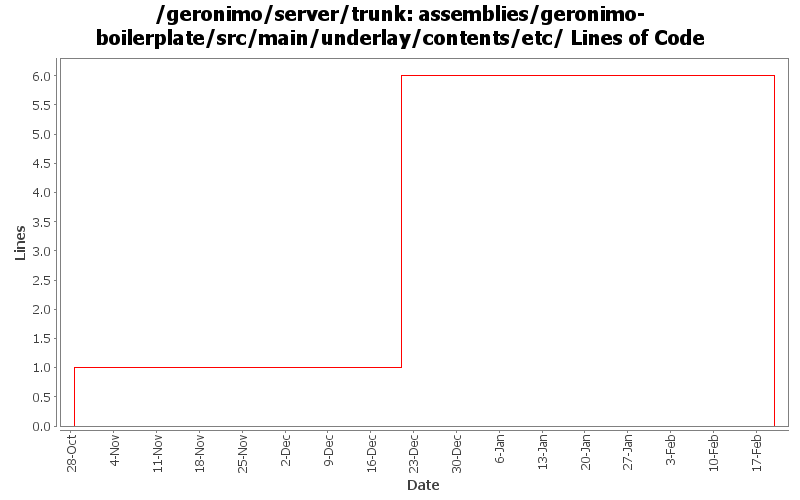 /geronimo/server/trunk: assemblies/geronimo-
boilerplate/src/main/underlay/contents/etc/ Lines of Code
6.0
5.5
5.0
4.5
4.0
3.5
3.0
2.5
2.0
1.5
1.0
0.5
0.0
Lines
28-Oct
4-Nov
11-Nov
18-Nov
25-Nov
2-Dec
9-Dec
16-Dec
23-Dec
30-Dec
6-Jan
13-Jan
20-Jan
27-Jan
3-Feb
10-Feb
17-Feb
Date